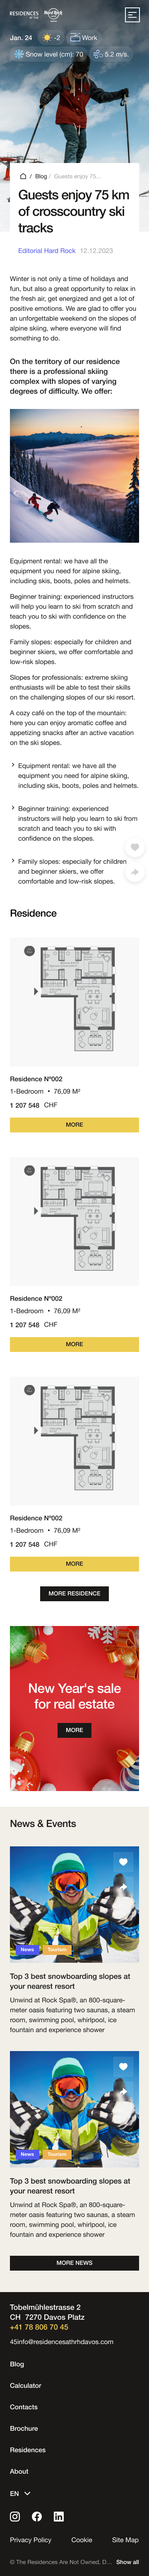 RESIDENCES
AT THE
Hard Rock
HOTEL
DAVOS
Jan. 24
-2
Work
Snow level (cm): 70
5.2 m/s.
/ Blog / Guests enjoy 75...
Guests enjoy 75 km
of crosscountry ski
tracks
Editorial Hard Rock 12.12.2023
Winter is not only a time of holidays and
fun, but also a great opportunity to relax in
the fresh air, get energized and get a lot of
positive emotions. We are glad to offer you
an unforgettable weekend on the slopes of
alpine skiing, where everyone will find
something to do.
On the territory of our residence
there is a professional skiing
complex with slopes of varying
degrees of difficulty. We offer:
Equipment rental: we have all the
equipment you need for alpine skiing,
including skis, boots, poles and helmets.
Beginner training: experienced instructors
will help you learn to ski from scratch and
teach you to ski with confidence on the
slopes.
Family slopes: especially for children and
beginner skiers, we offer comfortable and
low-risk slopes.
Slopes for professionals: extreme skiing
enthusiasts will be able to test their skills
on the challenging slopes of our ski resort.
A cozy café on the top of the mountain:
here you can enjoy aromatic coffee and
appetizing snacks after an active vacation
on the ski slopes.
Equipment rental: we have all the
equipment you need for alpine skiing,
including skis, boots, poles and helmets.
Beginner training: experienced
instructors will help you learn to ski from
scratch and teach you to ski with
confidence on the slopes.
Family slopes: especially for children
and beginner skiers, we offer
comfortable and low-risk slopes.
Residence
Residence Nº002
1-Bedroom • 76,09 M²
1 207 548 CHF
MORE
Residence Nº002
1-Bedroom • 76,09 M²
1 207 548 CHF
MORE
Residence Nº002
1-Bedroom • 76,09 M²
1 207 548 CHF
MORE
MORE RESIDENCE
New Year's sale
for real estate
MORE
News & Events
News
Tourism
Top 3 best snowboarding slopes at
your nearest resort
Unwind at Rock Spa®, an 800-square-
meter oasis featuring two saunas, a steam
room, swimming pool, whirlpool, ice
fountain and experience shower
News
Tourism
Top 3 best snowboarding slopes at
your nearest resort
Unwind at Rock Spa®, an 800-square-
meter oasis featuring two saunas, a steam
room, swimming pool, whirlpool, ice
fountain and experience shower
MORE NEWS
Tobelmühlestrasse 2
CH 7270 Davos Platz
+41 78 806 70 45
45info@residencesathrhdavos.com
Blog
Calculator
Contacts
Brochure
Residences
About
EN
Privacy Policy
Cookie
Site Map
© The Residences Are Not Owned, D... Show all